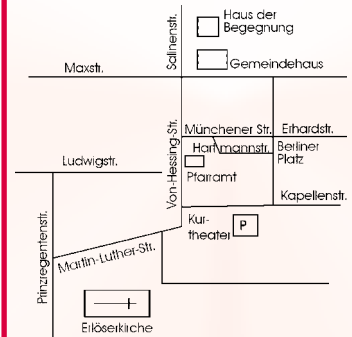 Salinenstr.
Haus der
Begegnung
Gemeindehaus
Maxstr.
Von-Hessing-Str.
Münchener Str.
Erhardstr.
Hartmannstr.
Berliner
Platz
Ludwigstr.
Pfarramt
Kapellenstr.
Kur-
theater
P
Prinzregentenstr.
Martin-Luther-Str.
Erlöserkirche